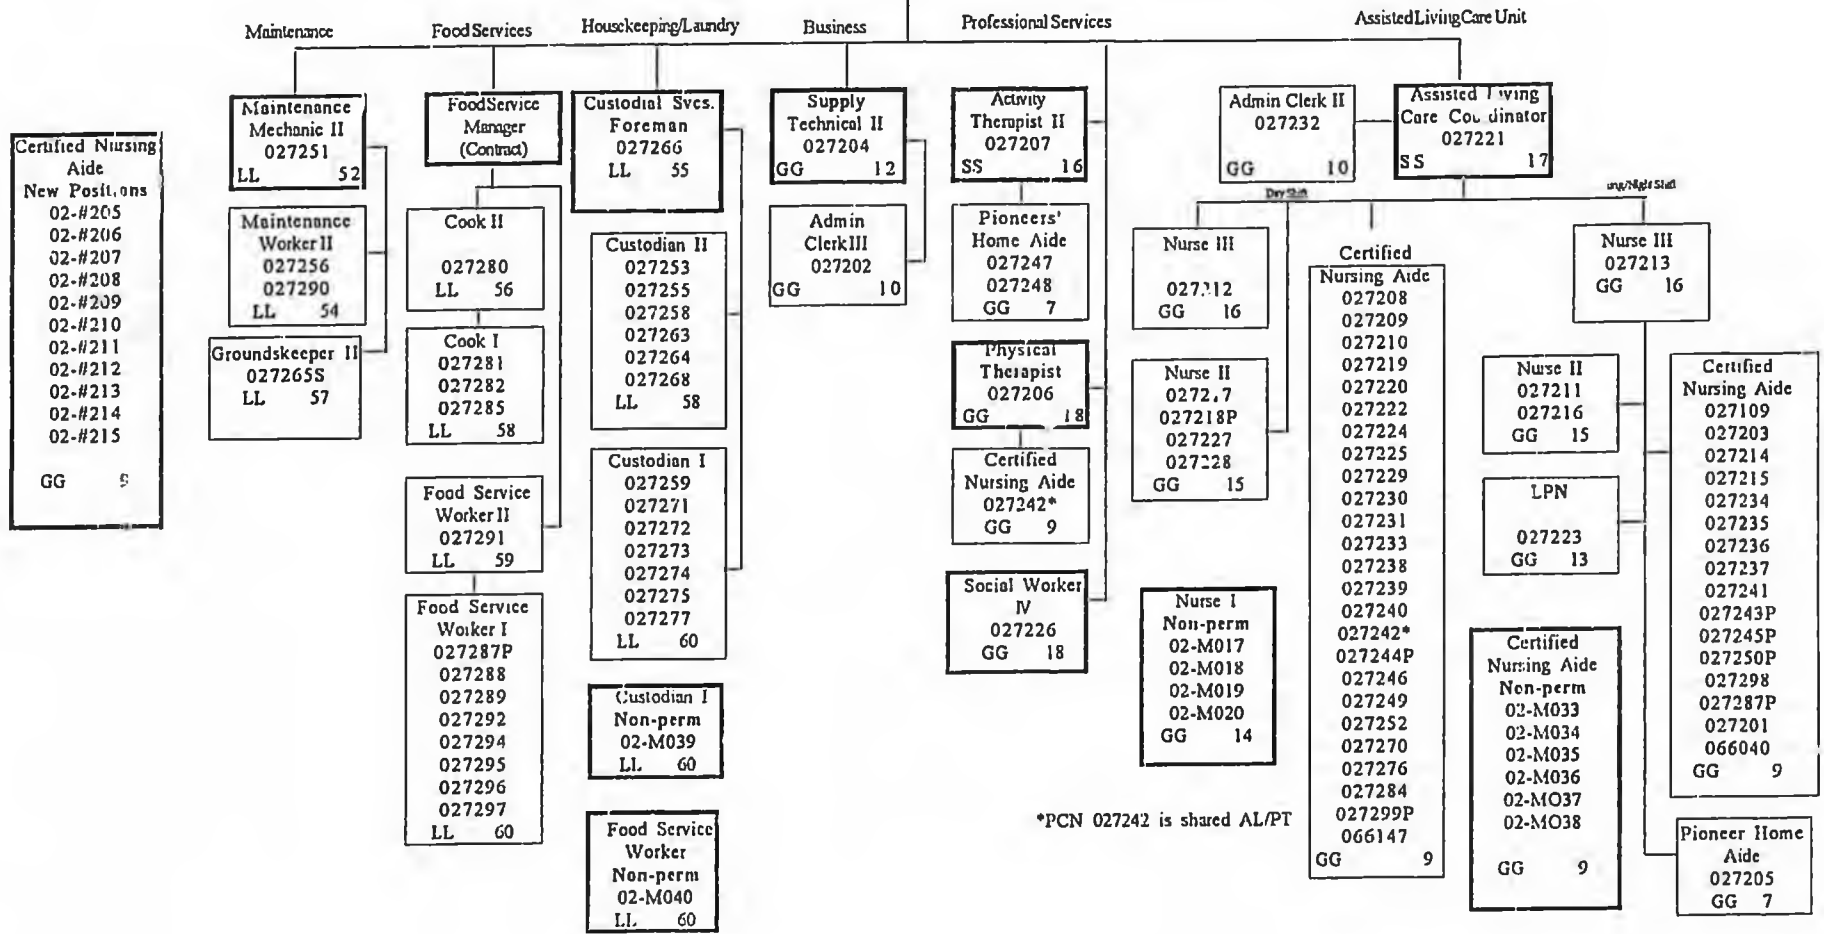 Maintenance
Food Services
Housekeeping/Laundry
Business
Professional Services
Assisted Living Care Unit
Certified Nursing
Aide
New Positions
02-#205
02-#206
02-#207
02-#208
02-#209
02-#210
02-#211
02-#212
02-#213
02-#214
02-#215
GG 9
Maintenance
Mechanic II
027251
LL 52
Maintenance
Worker II
027256
027290
LL 54
Groundskeeper II
027265S
LL 57
Food Service
Manager
(Contract)
Cook II
027280
LL 56
Cook I
027281
027282
027285
LL 58
Food Service
Worker II
027291
LL 59
Food Service
Worker I
027287P
027288
027289
027292
027294
027295
027296
027297
LL 60
Custodial Svcs.
Foreman
027266
LL 55
Custodian II
027253
027255
027258
027263
027264
027268
LL 58
Custodian I
027259
027271
027272
027273
027274
027275
027277
LL 60
Custodian I
Non-perm
02-M039
LL 60
Food Service
Worker
Non-perm
02-M040
LL 60
Supply
Technical II
027204
GG 12
Admin
Clerk III
027202
GG 10
Activity
Therapist II
027207
SS 16
Pioneers'
Home Aide
027247
027248
GG 7
Physical
Therapist
027206
GG 18
Certified
Nursing Aide
027242*
GG 9
Social Worker
IV
027226
GG 18
Admin Clerk II
027232
GG 10
Assisted Living
Care Coordinator
027221
SS 17
Day Shift
Night Shift
Nurse III
GG 16
Nurse II
027218P
027227
027228
GG 15
Nurse I
Non-perm
02-M017
02-M018
02-M019
02-M020
GG 14
*PCN 027242 is shared AL/PT
Certified
Nursing Aide
027208
027209
027210
027219
027220
027222
027224
027225
027229
027230
027231
027233
027238
027239
027240
027242*
027244P
027246
027249
027252
027270
027276
027284
027299P
066147
GG 9
Nurse III
027213
GG 16
Nurse II
027211
027216
GG 15
LPN
027223
GG 13
Certified
Nursing Aide
Non-perm
02-M033
02-M034
02-M035
02-M036
02-MO37
02-MO38
GG 9
Certified
Nursing Aide
027109
027203
027214
027215
027234
027235
027236
027237
027241
027243P
027245P
027250P
027298
027287P
027201
066040
GG 9
Pioneer Home
Aide
027205
GG 7